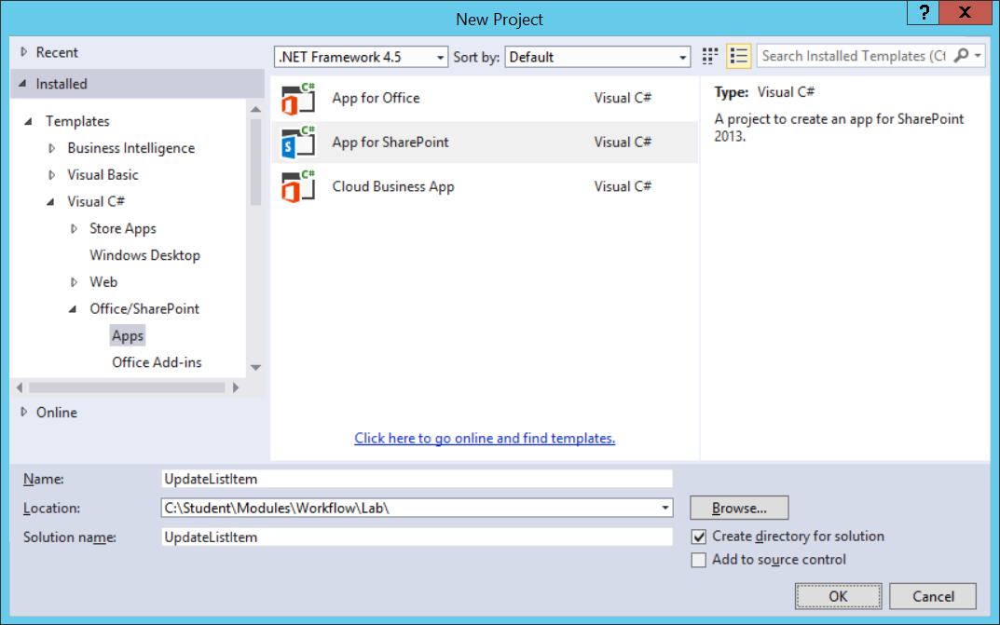 New Project
?
X
Recent
Installed
Templates
Business Intelligence
Visual Basic
Visual C#
Store Apps
Windows Desktop
Web
Office/SharePoint
Apps
Office Add-ins
Online
.NET Framework 4.5
Sort by:
Default
Search Installed Templates (Ct
C#
App for Office
Visual C#
C#
App for SharePoint
Visual C#
C#
Cloud Business App
Visual C#
Click here to go online and find templates.
Type: Visual C#
A project to create an app for SharePoint
2013.
Name:
UpdateListItem
Location:
C:\Student\Modules\Workflow\Lab\
Browse...
Solution name:
UpdateListItem
Create directory for solution
Add to source control
OK
Cancel